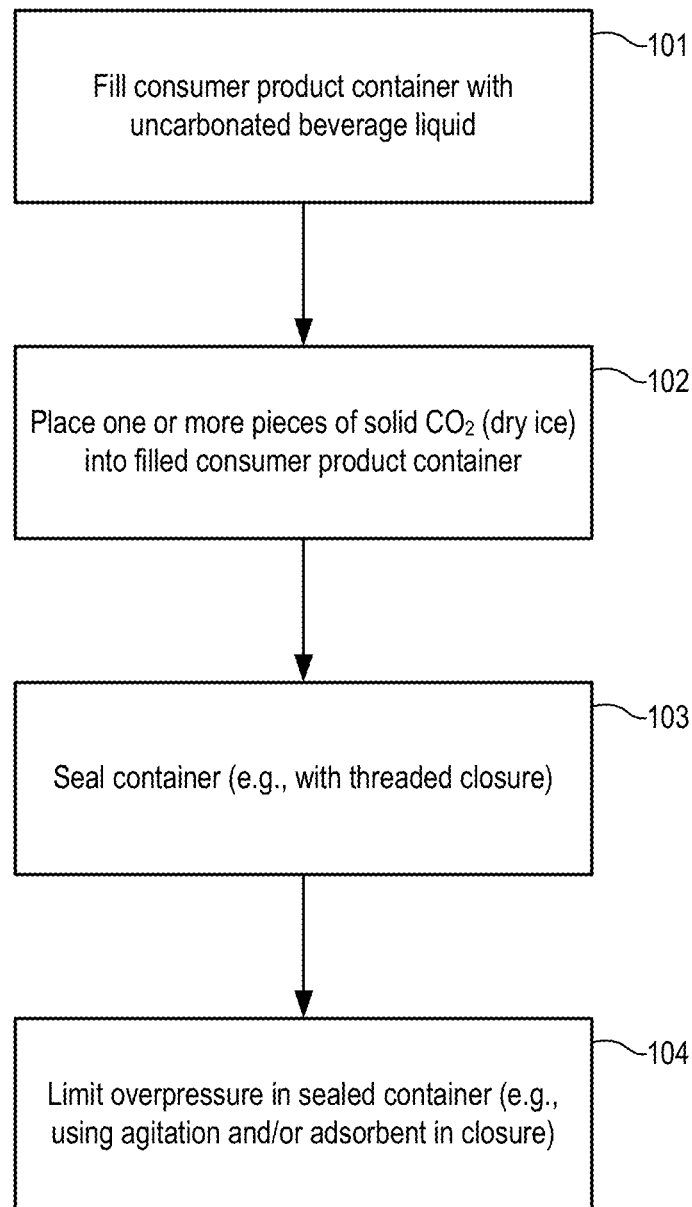 101
Fill consumer product container with
uncarbonated beverage liquid
102
Place one or more pieces of solid CO₂ (dry ice)
into filled consumer product container
103
Seal container (e.g., with threaded closure)
104
Limit overpressure in sealed container (e.g.,
using agitation and/or adsorbent in closure)